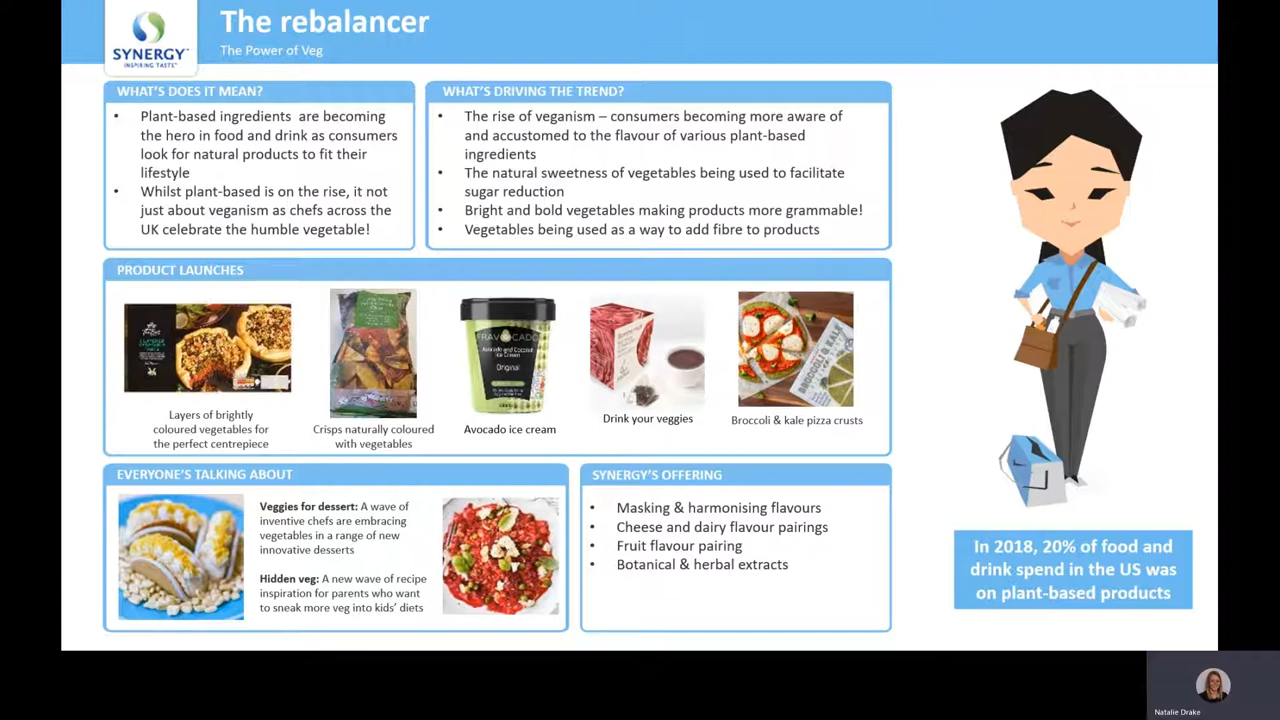 SYNERGY
INSPIRING TASTE
The rebalancer
The Power of Veg
WHAT'S DOES IT MEAN?
• Plant-based ingredients are becoming
the hero in food and drink as consumers
look for natural products to fit their
lifestyle
• Whilst plant-based is on the rise, it not
just about veganism as chefs across the
UK celebrate the humble vegetable!
WHAT'S DRIVING THE TREND?
• The rise of veganism – consumers becoming more aware of
and accustomed to the flavour of various plant-based
ingredients
• The natural sweetness of vegetables being used to facilitate
sugar reduction
• Bright and bold vegetables making products more grammable!
• Vegetables being used as a way to add fibre to products
PRODUCT LAUNCHES
FRAVOCADO
Avocado and Coconut
Ice Cream
Original
BROCCOLI & KALE
Layers of brightly
coloured vegetables for
the perfect centrepiece
Crisps naturally coloured
with vegetables
Avocado ice cream
Drink your veggies
Broccoli & kale pizza crusts
EVERYONE'S TALKING ABOUT
Veggies for dessert: A wave of
inventive chefs are embracing
vegetables in a range of new
innovative desserts
Hidden veg: A new wave of recipe
inspiration for parents who want
to sneak more veg into kids' diets
SYNERGY'S OFFERING
• Masking & harmonising flavours
• Cheese and dairy flavour pairings
• Fruit flavour pairing
• Botanical & herbal extracts
In 2018, 20% of food and
drink spend in the US was
on plant-based products
Natalie Drake